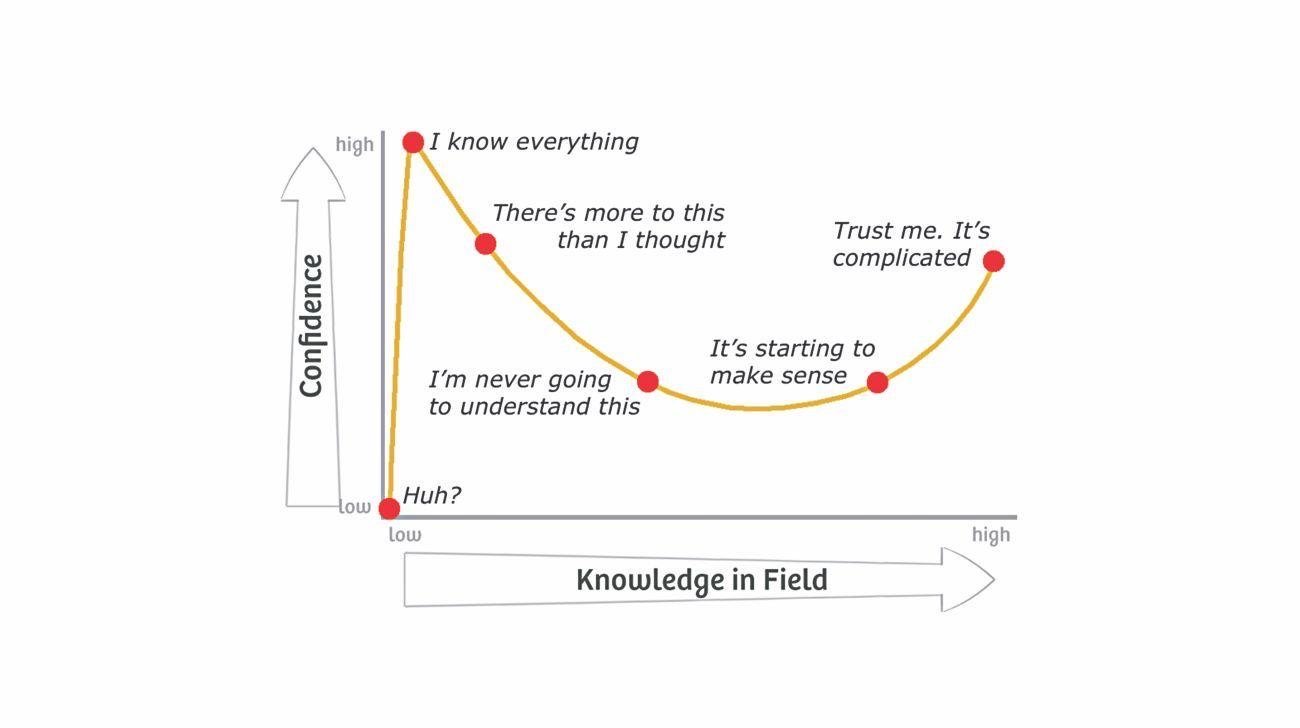 high
I know everything
There's more to this
than I thought
Trust me. It's
complicated
It's starting to
make sense
I'm never going
to understand this
Huh?
low
Confidence
low
high
Knowledge in Field